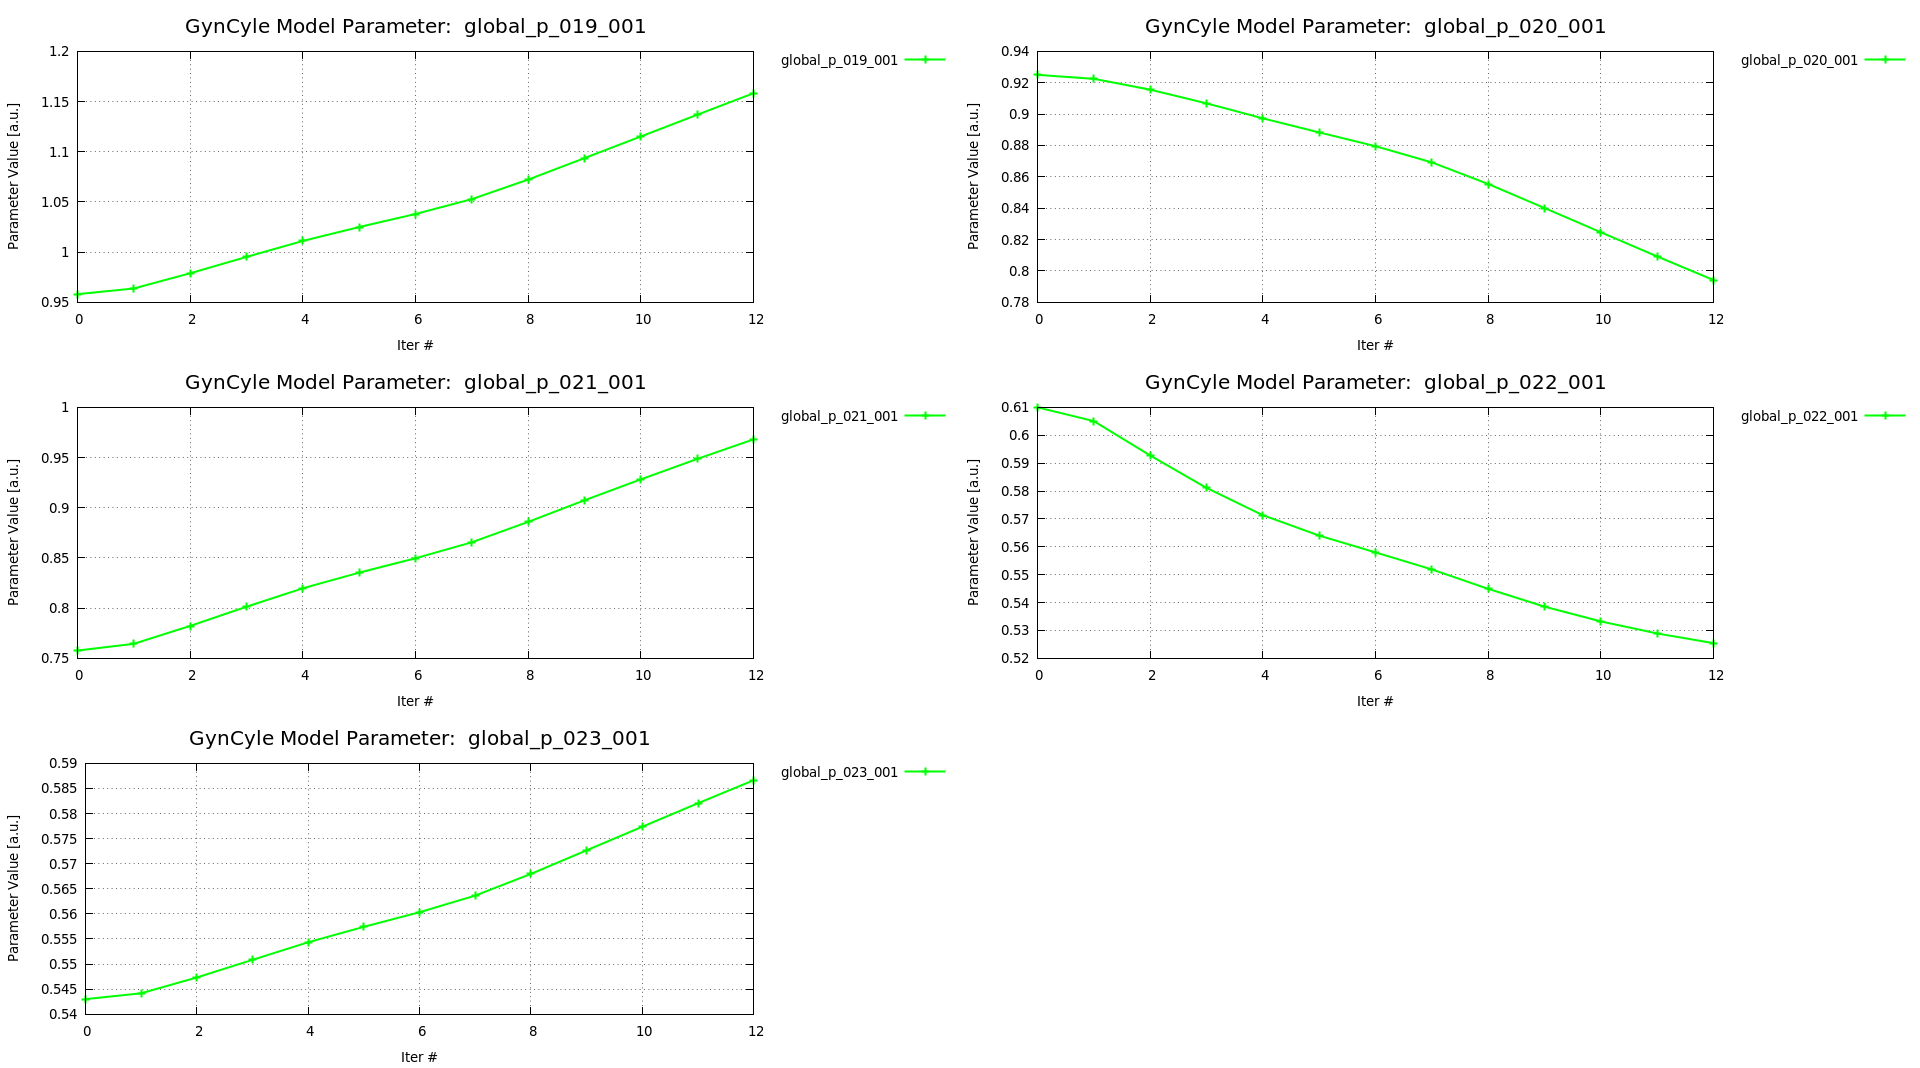 GynCyle Model Parameter:  global_p_019_001
global_p_019_001
Parameter Value [a.u.]
1.2
1.15
1.1
1.05
1
0.95
0 2 4 6 8 10 12
Iter #
GynCyle Model Parameter:  global_p_020_001
global_p_020_001
Parameter Value [a.u.]
0.94
0.92
0.9
0.88
0.86
0.84
0.82
0.8
0.78
0 2 4 6 8 10 12
Iter #
GynCyle Model Parameter:  global_p_021_001
global_p_021_001
Parameter Value [a.u.]
1
0.95
0.9
0.85
0.8
0.75
0 2 4 6 8 10 12
Iter #
GynCyle Model Parameter:  global_p_022_001
global_p_022_001
Parameter Value [a.u.]
0.61
0.6
0.59
0.58
0.57
0.56
0.55
0.54
0.53
0.52
0 2 4 6 8 10 12
Iter #
GynCyle Model Parameter:  global_p_023_001
global_p_023_001
Parameter Value [a.u.]
0.59
0.585
0.58
0.575
0.57
0.565
0.56
0.555
0.55
0.545
0.54
0 2 4 6 8 10 12
Iter #